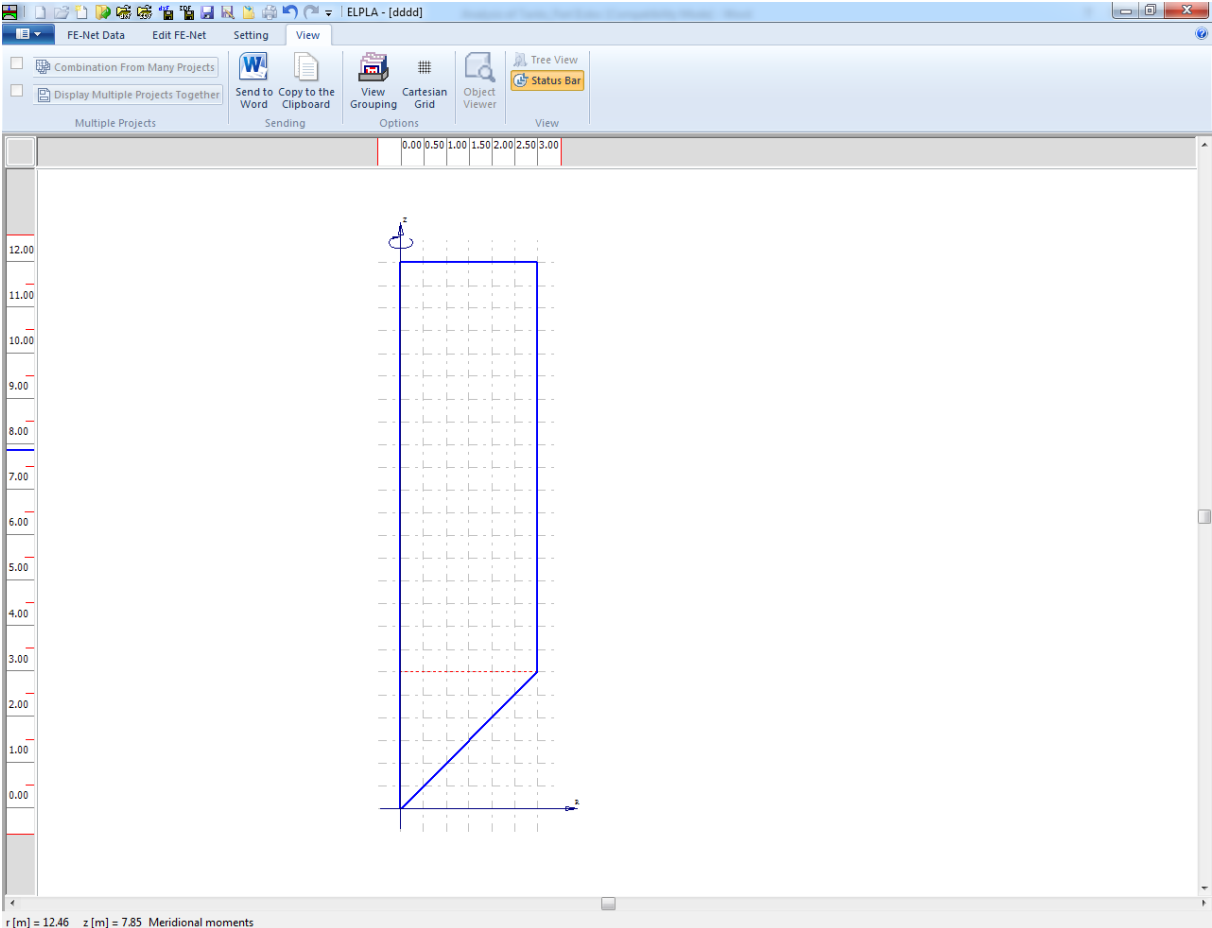 ELPLA - [dddd]
FE-Net Data Edit FE-Net Setting View
Combination From Many Projects
Display Multiple Projects Together
Multiple Projects
Send to Word
Copy to the Clipboard
Sending
View Grouping
Cartesian Grid
Options
Object Viewer
Tree View
Status Bar
View
0.00 0.50 1.00 1.50 2.00 2.50 3.00
z
12.00
11.00
10.00
9.00
8.00
7.00
6.00
5.00
4.00
3.00
2.00
1.00
0.00
r [m] = 12.46 z [m] = 7.85 Meridional moments